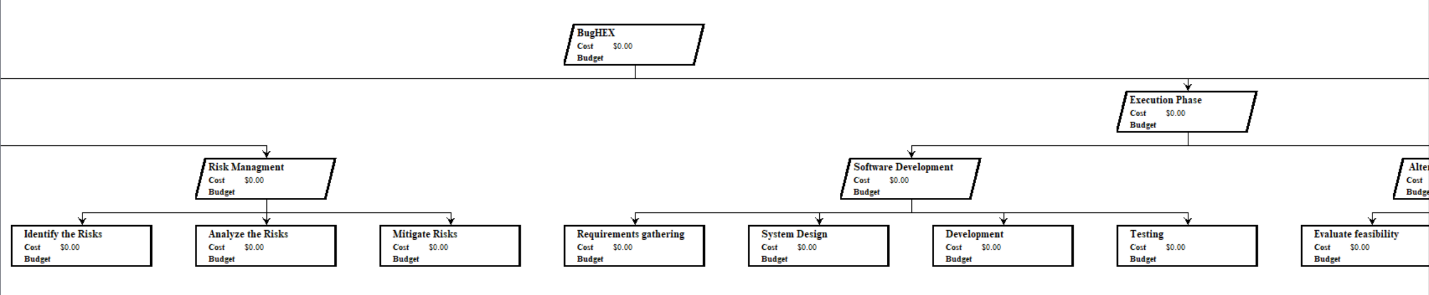 BugHEX
Cost $0.00
Budget
Execution Phase
Cost $0.00
Budget
Risk Managment
Cost $0.00
Budget
Software Development
Cost $0.00
Budget
Alter
Cost
Budge
Identify the Risks
Cost $0.00
Budget
Analyze the Risks
Cost $0.00
Budget
Mitigate Risks
Cost $0.00
Budget
Requirements gathering
Cost $0.00
Budget
System Design
Cost $0.00
Budget
Development
Cost $0.00
Budget
Testing
Cost $0.00
Budget
Evaluate feasibility
Cost $0.00
Budget